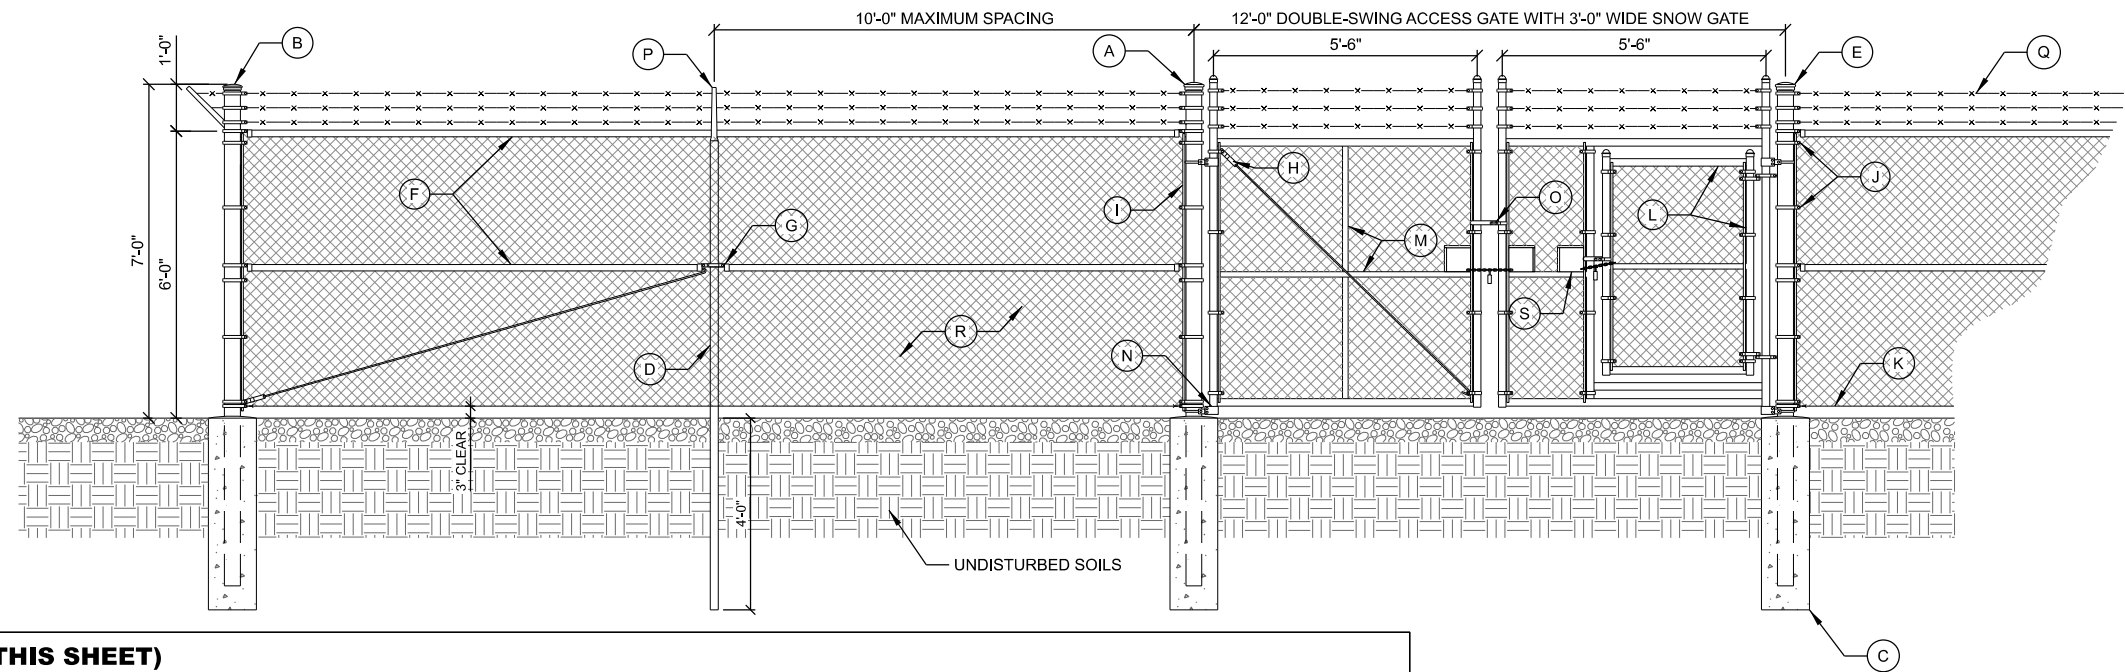 10'-0" MAXIMUM SPACING
12'-0" DOUBLE-SWING ACCESS GATE WITH 3'-0" WIDE SNOW GATE
1'-0"
B
P
A
5'-6"
5'-6"
E
Q
7'-0"
6'-0"
F
G
H
I
O
J
L
M
S
R
D
N
K
3" CLEAR
4'-0"
UNDISTURBED SOILS
C
THIS SHEET)